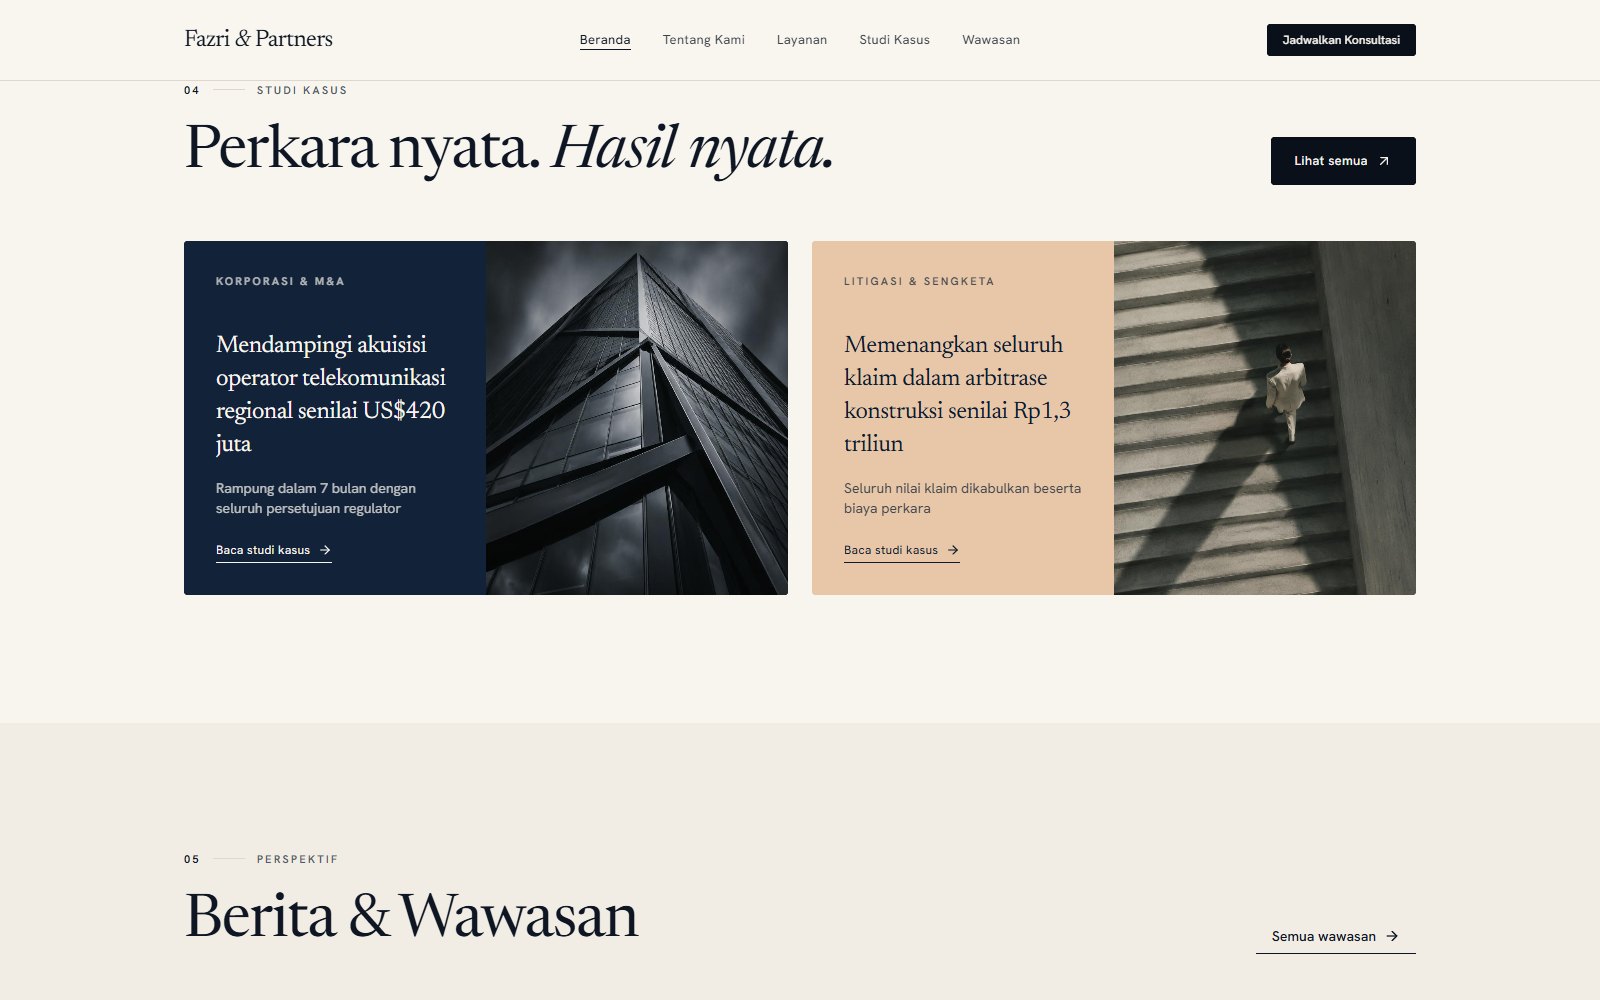 Fazri & Partners
Beranda
Tentang Kami
Layanan
Studi Kasus
Wawasan
Jadwalkan Konsultasi
04
STUDI KASUS
Perkara nyata. Hasil nyata.
Lihat semua
KORPORASI & M&A
Mendampingi akuisisi
operator telekomunikasi
regional senilai US$420
juta
Rampung dalam 7 bulan dengan
seluruh persetujuan regulator
Baca studi kasus
LITIGASI & SENGKETA
Memenangkan seluruh
klaim dalam arbitrase
konstruksi senilai Rp1,3
triliun
Seluruh nilai klaim dikabulkan beserta
biaya perkara
Baca studi kasus
05
PERSPEKTIF
Berita & Wawasan
Semua wawasan